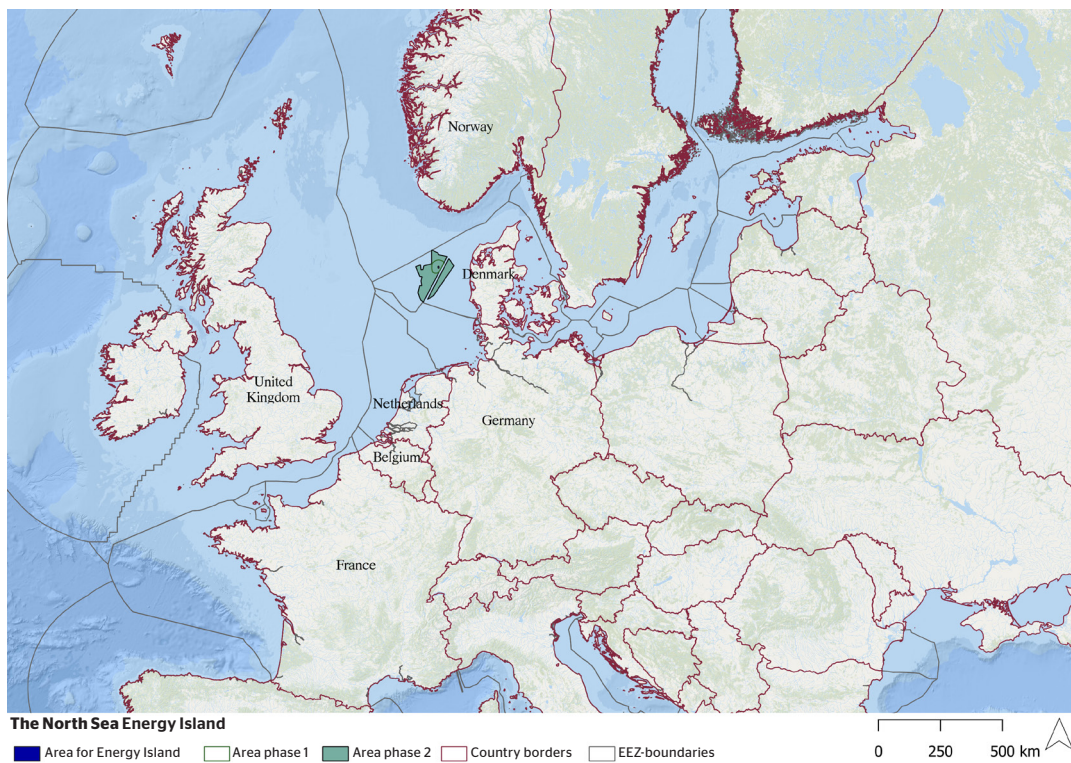 Norway
Denmark
United
Kingdom
Netherlands
Germany
Belgium
France
The North Sea Energy Island
Area for Energy Island
Area phase 1
Area phase 2
Country borders
EEZ-boundaries
0 250 500 km